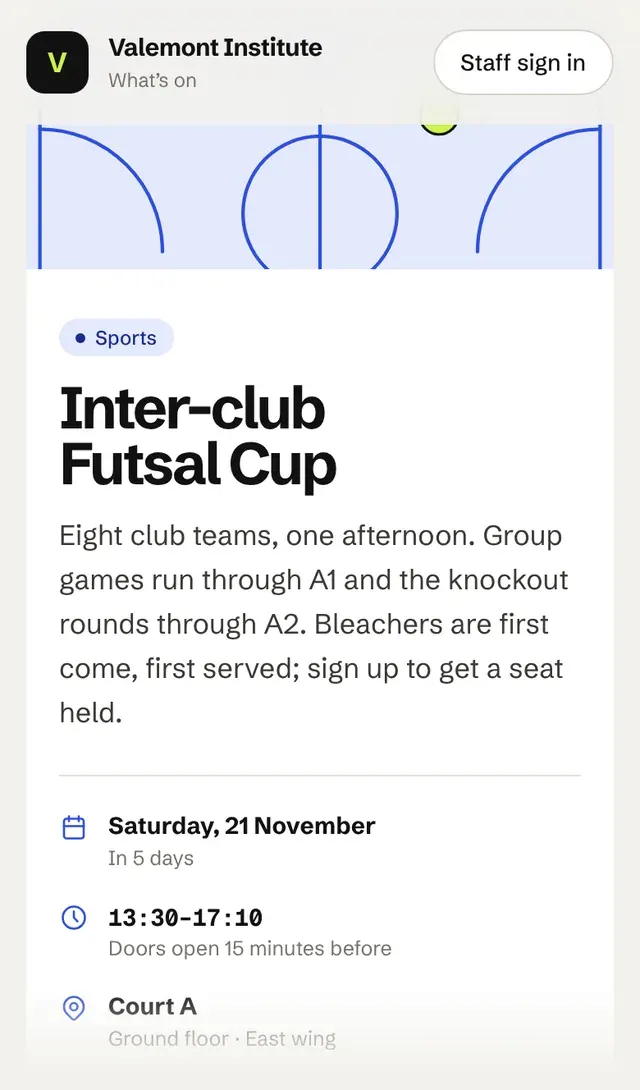 V
Valemont Institute
What's on
Staff sign in
Sports
Inter-club
Futsal Cup
Eight club teams, one afternoon. Group
games run through A1 and the knockout
rounds through A2. Bleachers are first
come, first served; sign up to get a seat
held.
Saturday, 21 November
In 5 days
13:30–17:10
Doors open 15 minutes before
Court A
Ground floor · East wing